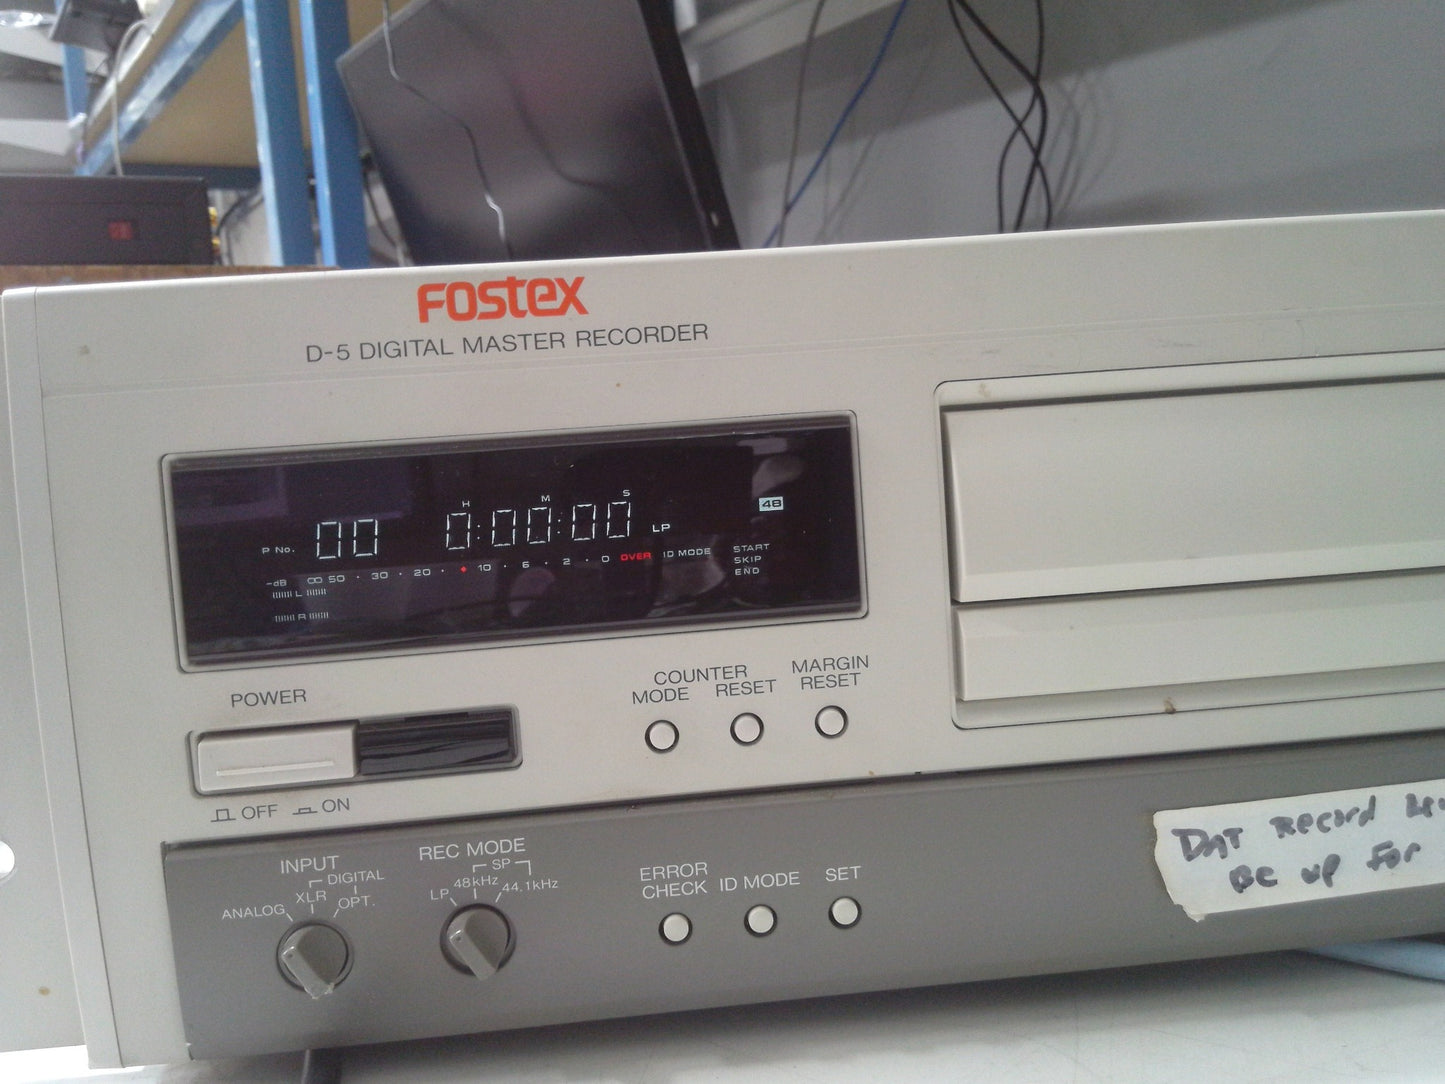 FOSTEX
D-5 DIGITAL MASTER RECORDER
H M S
P No. 00 0:00:00 LP 48
-dB ∞ 50 · 30 · 20 · 10 · 6 · 2 · 0 OVER ID MODE START
SKIP
END
L
R
POWER
OFF ON
COUNTER
MODE RESET
MARGIN
RESET
INPUT
DIGITAL
ANALOG XLR OPT.
REC MODE
SP
LP 48kHz 44.1kHz
ERROR
CHECK
ID MODE
SET
DAT Record
Be up For